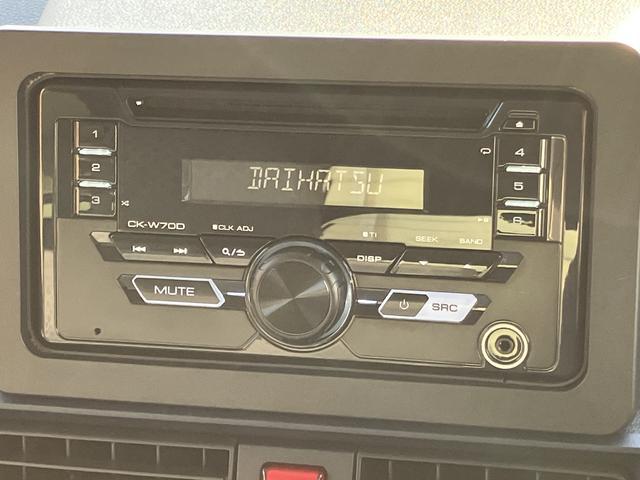 1
2
3
4
5
6
DAIHATSU
CK-W70D
CLK ADJ
TI
SEEK
BAND
DISP
MUTE
SRC